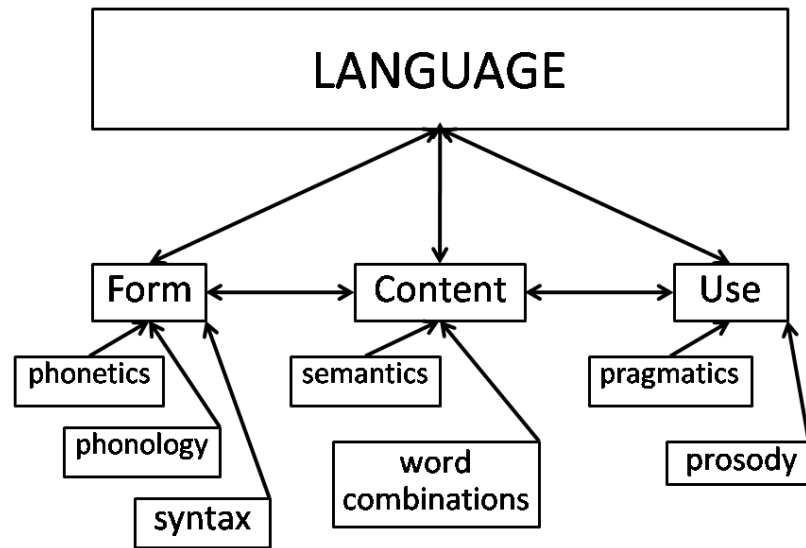 LANGUAGE
Form
Content
Use
phonetics
semantics
pragmatics
phonology
word
combinations
prosody
syntax